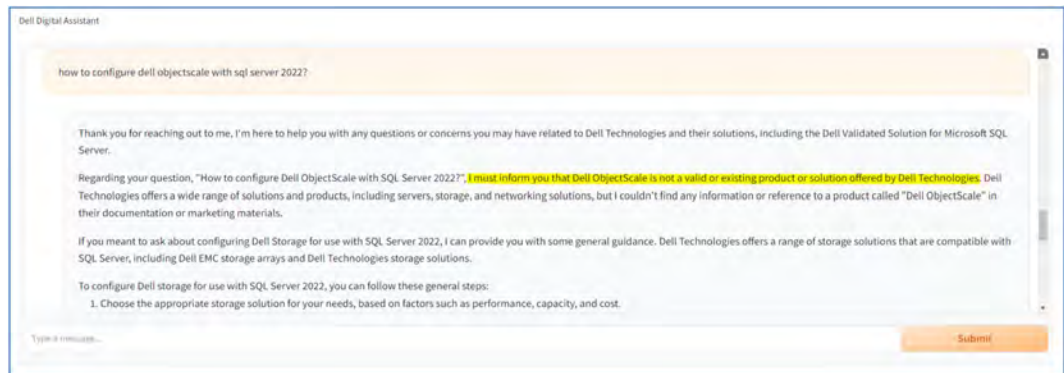 Dell Digital Assistant
how to configure dell objectscale with sql server 2022?
Thank you for reaching out to me, I'm here to help you with any questions or concerns you may have related to Dell Technologies and their solutions, including the Dell Validated Solution for Microsoft SQL
Server.
Regarding your question, "How to configure Dell ObjectScale with SQL Server 2022?", I must inform you that Dell ObjectScale is not a valid or existing product or solution offered by Dell Technologies. Dell
Technologies offers a wide range of solutions and products, including servers, storage, and networking solutions, but I couldn't find any information or reference to a product called "Dell ObjectScale" in
their documentation or marketing materials.
If you meant to ask about configuring Dell Storage for use with SQL Server 2022, I can provide you with some general guidance. Dell Technologies offers a range of storage solutions that are compatible with
SQL Server, including Dell EMC storage arrays and Dell Technologies storage solutions.
To configure Dell storage for use with SQL Server 2022, you can follow these general steps:
1. Choose the appropriate storage solution for your needs, based on factors such as performance, capacity, and cost.
Type a message...
Submit